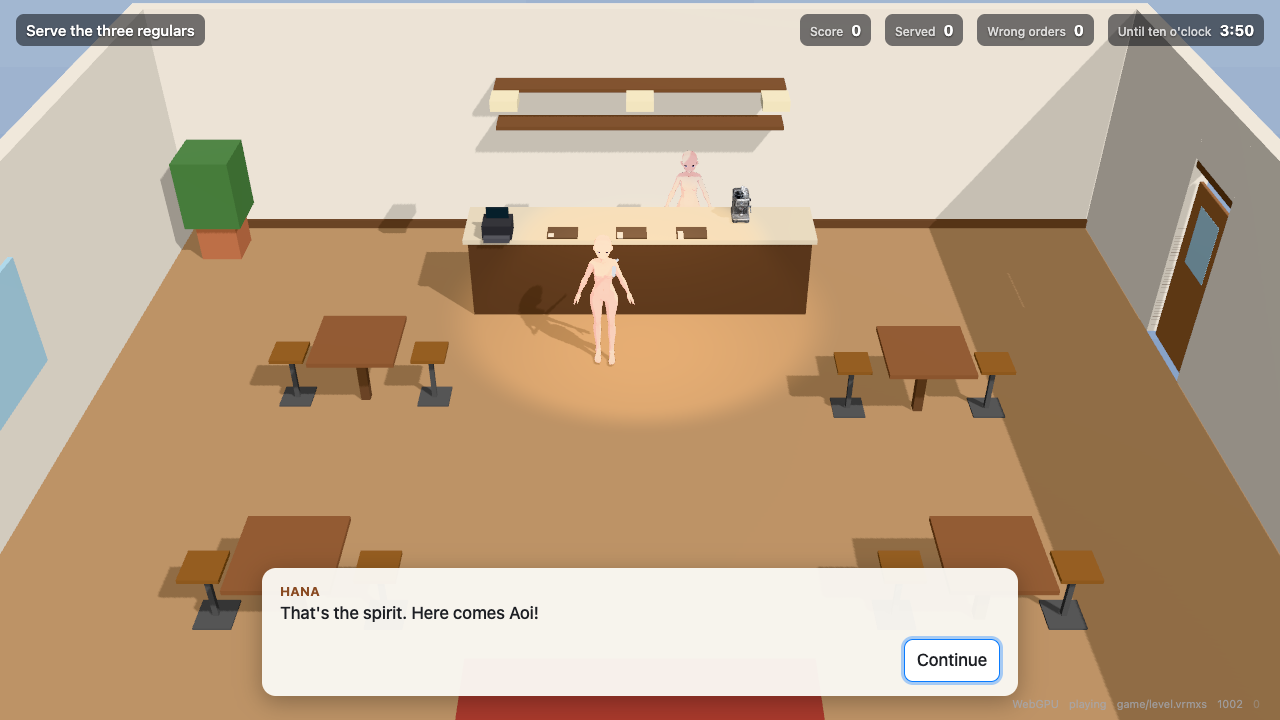 Serve the three regulars
Score 0
Served 0
Wrong orders 0
Until ten o'clock 3:50
HANA
That's the spirit. Here comes Aoi!
Continue
WebGPU playing game/level.vrmxs 1002 0